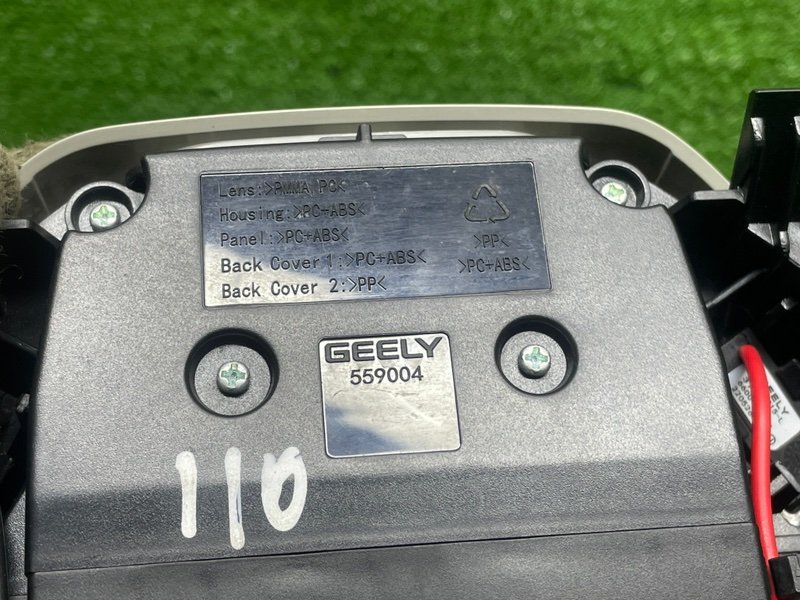 Lens:>PMMA,PC<
Housing:>PC+ABS<
Panel:>PC+ABS<
Back Cover 1:>PC+ABS<
Back Cover 2:>PP<
>PP<
>PC+ABS<
GEELY
559004
110
GEELY